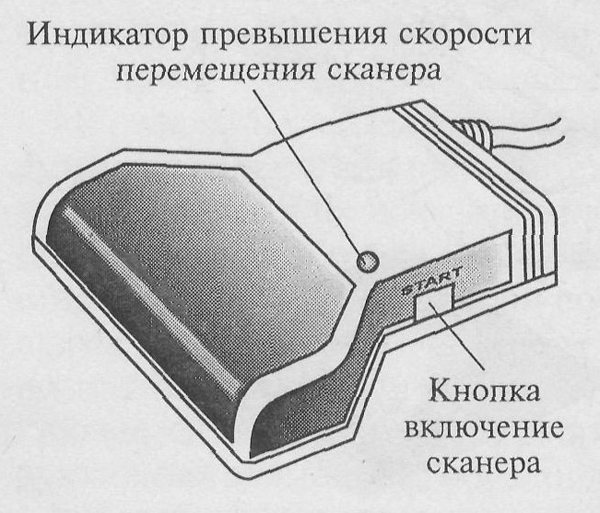 Индикатор превышения скорости
перемещения сканера
START
Кнопка
включение
сканера